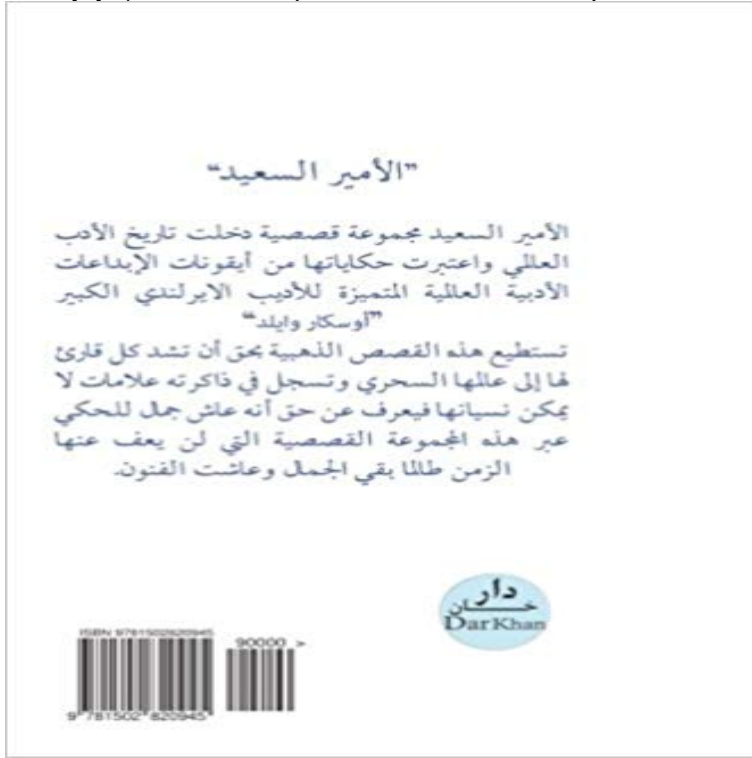 "الأمير السعيد"
الأمير السعيد مجموعة قصصية دخلت تاريخ الأدب
العالمي واعتبرت حكاياتها من أيقونات الإبداعات
الأدبية العالمية المتميزة للأديب الايرلندي الكبير
"أوسكار وايلد"
تستطيع هذه القصص الذهبية بحق أن تشد كل قارئ
لها إلى عالمها السحري وتسجل في ذاكرته علامات لا
يمكن نسيانها فيعرف عن حق أنه عاش جمال للحكي
عبر هذه المجموعة القصصية التي لن يعف عنها
الزمن طالما بقي الجمال وعاشت الفنون.
دار
خان
Dar Khan
ISBN 9781502820945
90000 >
9 781502 820945